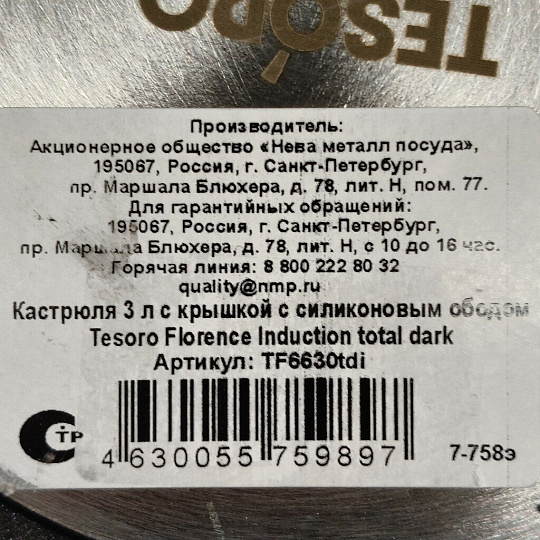 TESORO
Производитель:
Акционерное общество «Нева металл посуда»,
195067, Россия, г. Санкт-Петербург,
пр. Маршала Блюхера, д. 78, лит. Н, пом. 77.
Для гарантийных обращений:
195067, Россия, г. Санкт-Петербург,
пр. Маршала Блюхера, д. 78, лит. Н, с 10 до 16 час.
Горячая линия: 8 800 222 80 32
quality@nmp.ru
Кастрюля 3 л с крышкой с силиконовым ободом
Tesoro Florence Induction total dark
Артикул: TF6630tdi
СТР
4 630055 759897
7-758э